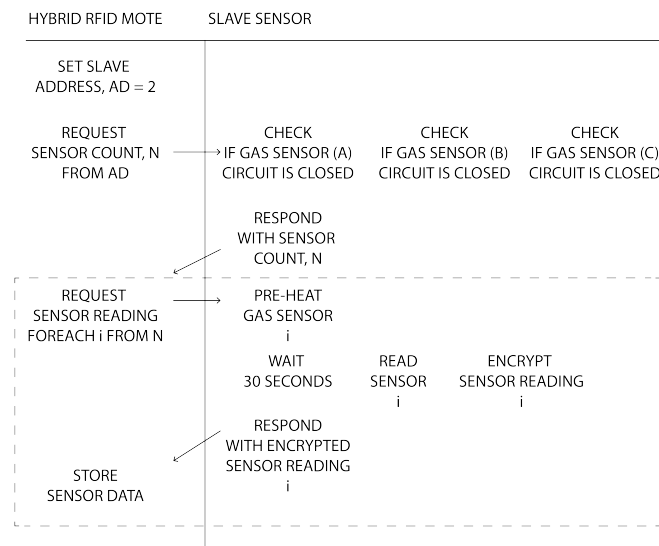 HYBRID RFID MOTE
SLAVE SENSOR
SET SLAVE
ADDRESS, AD = 2
REQUEST
SENSOR COUNT, N
FROM AD
CHECK
IF GAS SENSOR (A)
CIRCUIT IS CLOSED
CHECK
IF GAS SENSOR (B)
CIRCUIT IS CLOSED
CHECK
IF GAS SENSOR (C)
CIRCUIT IS CLOSED
RESPOND
WITH SENSOR
COUNT, N
REQUEST
SENSOR READING
FOREACH i FROM N
PRE-HEAT
GAS SENSOR
i
WAIT
30 SECONDS
READ
SENSOR
i
ENCRYPT
SENSOR READING
i
RESPOND
WITH ENCRYPTED
SENSOR READING
i
STORE
SENSOR DATA